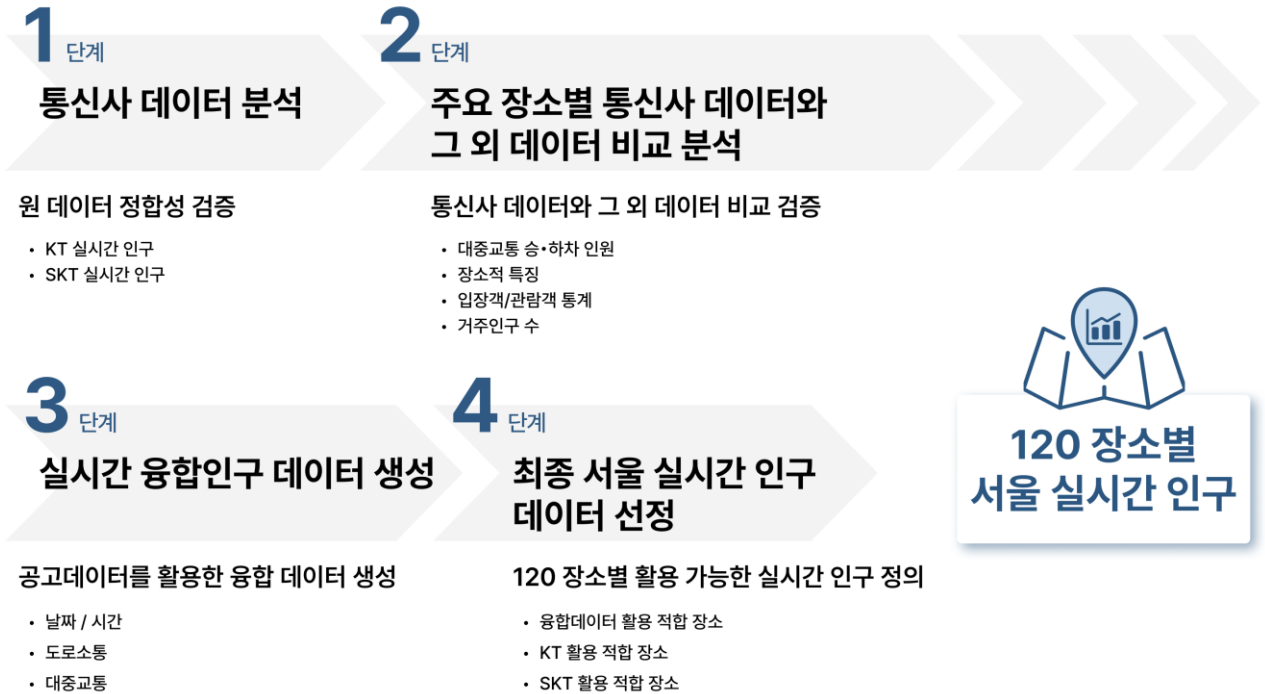 1 단계
통신사 데이터 분석
원 데이터 정합성 검증
• KT 실시간 인구
• SKT 실시간 인구
2 단계
주요 장소별 통신사 데이터와
그 외 데이터 비교 분석
통신사 데이터와 그 외 데이터 비교 검증
• 대중교통 승•하차 인원
• 장소적 특징
• 입장객/관람객 통계
• 거주인구 수
3 단계
실시간 융합인구 데이터 생성
공고데이터를 활용한 융합 데이터 생성
• 날짜 / 시간
• 도로소통
• 대중교통
4 단계
최종 서울 실시간 인구
데이터 선정
120 장소별 활용 가능한 실시간 인구 정의
• 융합데이터 활용 적합 장소
• KT 활용 적합 장소
• SKT 활용 적합 장소
120 장소별
서울 실시간 인구